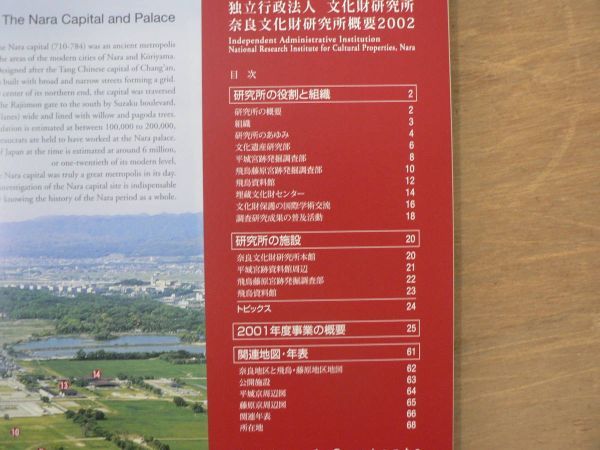 The Nara Capital and Palace
he Nara capital (710-784) was an ancient metropolis
he areas of the modern cities of Nara and Koriyama.
Designed after the Tang Chinese capital of Chang'an,
built with broad and narrow streets forming a grid.
center of its northern end, the capital was traversed
the Rajōmon gate to the south by Suzaku boulevard,
lanes) wide and lined with willow and pagoda trees.
ulation is estimated at between 100,000 to 200,000,
eaucrats are held to have worked at the Nara palace.
of Japan at the time is estimated at around 6 million,
or one-twentieth of its modern level,
Nara capital was truly a great metropolis in its day.
nvestigation of the Nara capital site is indispensable
knowing the history of the Nara period as a whole.
13
14
10
独立行政法人 文化財研究所
奈良文化財研究所概要2002
Independent Administrative Institution
National Research Institute for Cultural Properties, Nara
目 次
研究所の役割と組織 2
研究所の概要 2
組織 3
研究所のあゆみ 4
文化遺産研究部 6
平城宮跡発掘調査部 8
飛鳥藤原宮跡発掘調査部 10
飛鳥資料館 12
埋蔵文化財センター 14
文化財保護の国際学術交流 16
調査研究成果の普及活動 18
研究所の施設 20
奈良文化財研究所本館 20
平城宮跡資料館周辺 21
飛鳥藤原宮跡発掘調査部 22
飛鳥資料館 23
トピックス 24
2001年度事業の概要 25
関連地図・年表 61
奈良地区と飛鳥・藤原地区地図 62
公開施設 63
平城京周辺図 64
藤原京周辺図 65
関連年表 66
所在地 68